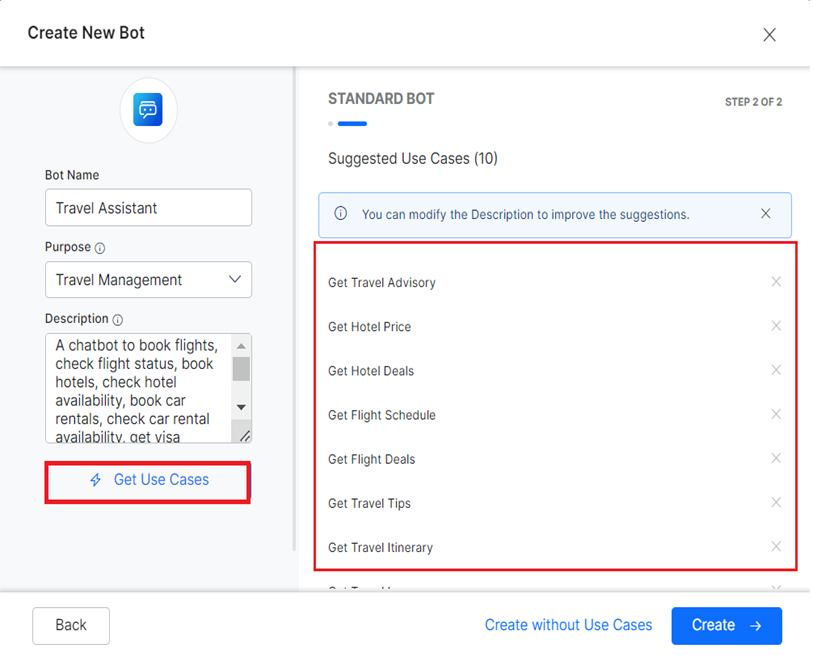 Create New Bot
Bot Name
Travel Assistant
Purpose
Travel Management
Description
A chatbot to book flights,
check flight status, book
hotels, check hotel
availability, book car
rentals, check car rental
availability, get visa
Get Use Cases
STANDARD BOT
STEP 2 OF 2
Suggested Use Cases (10)
You can modify the Description to improve the suggestions.
Get Travel Advisory
Get Hotel Price
Get Hotel Deals
Get Flight Schedule
Get Flight Deals
Get Travel Tips
Get Travel Itinerary
Back
Create without Use Cases
Create